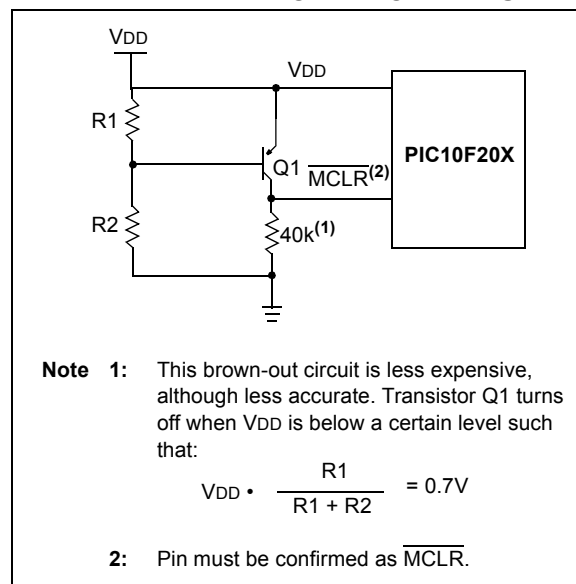 VDD
VDD
R1
Q1
MCLR(2)
PIC10F20X
R2
40k(1)
Note 1: This brown-out circuit is less expensive,
although less accurate. Transistor Q1 turns
off when VDD is below a certain level such
that:
VDD • R1 / R1 + R2 = 0.7V
2: Pin must be confirmed as MCLR.